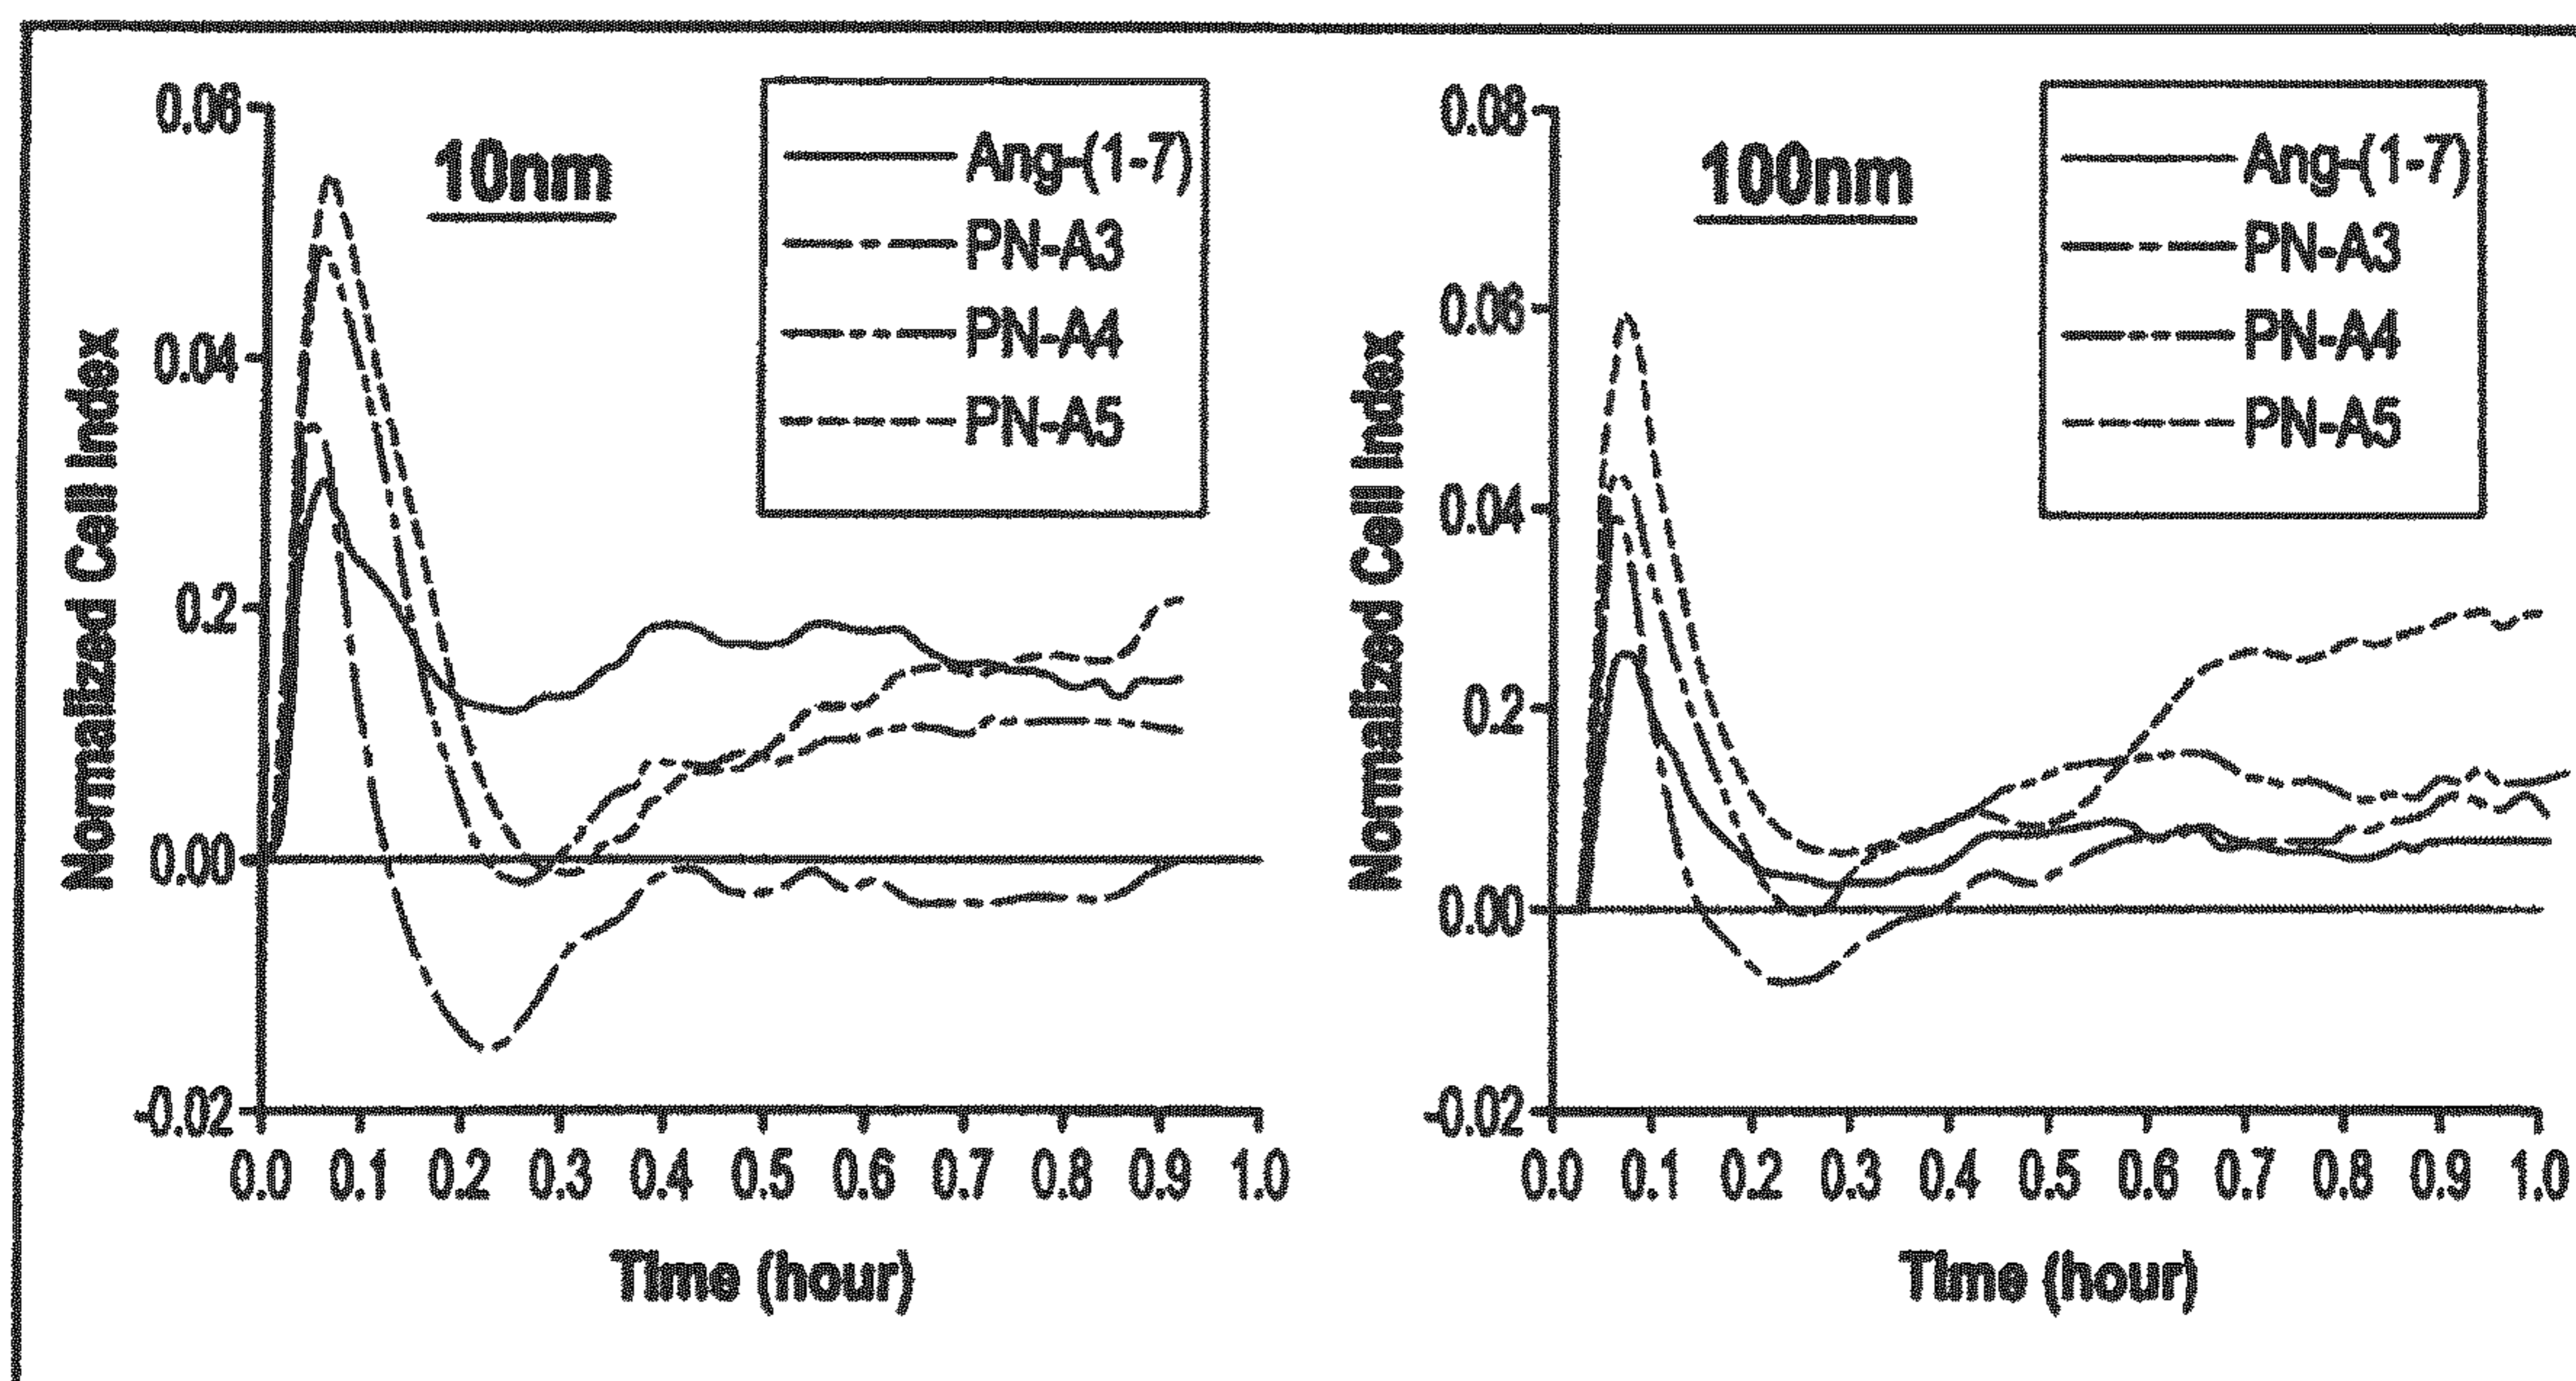 0.06
10nm
Ang-(1-7)
PN-A3
PN-A4
PN-A5
0.04
0.2
0.00
-0.02
Normalized Cell Index
0.0 0.1 0.2 0.3 0.4 0.5 0.6 0.7 0.8 0.9 1.0
Time (hour)
0.08
100nm
Ang-(1-7)
PN-A3
PN-A4
PN-A5
0.06
0.04
0.2
0.00
-0.02
Normalized Cell Index
0.0 0.1 0.2 0.3 0.4 0.5 0.6 0.7 0.8 0.9 1.0
Time (hour)